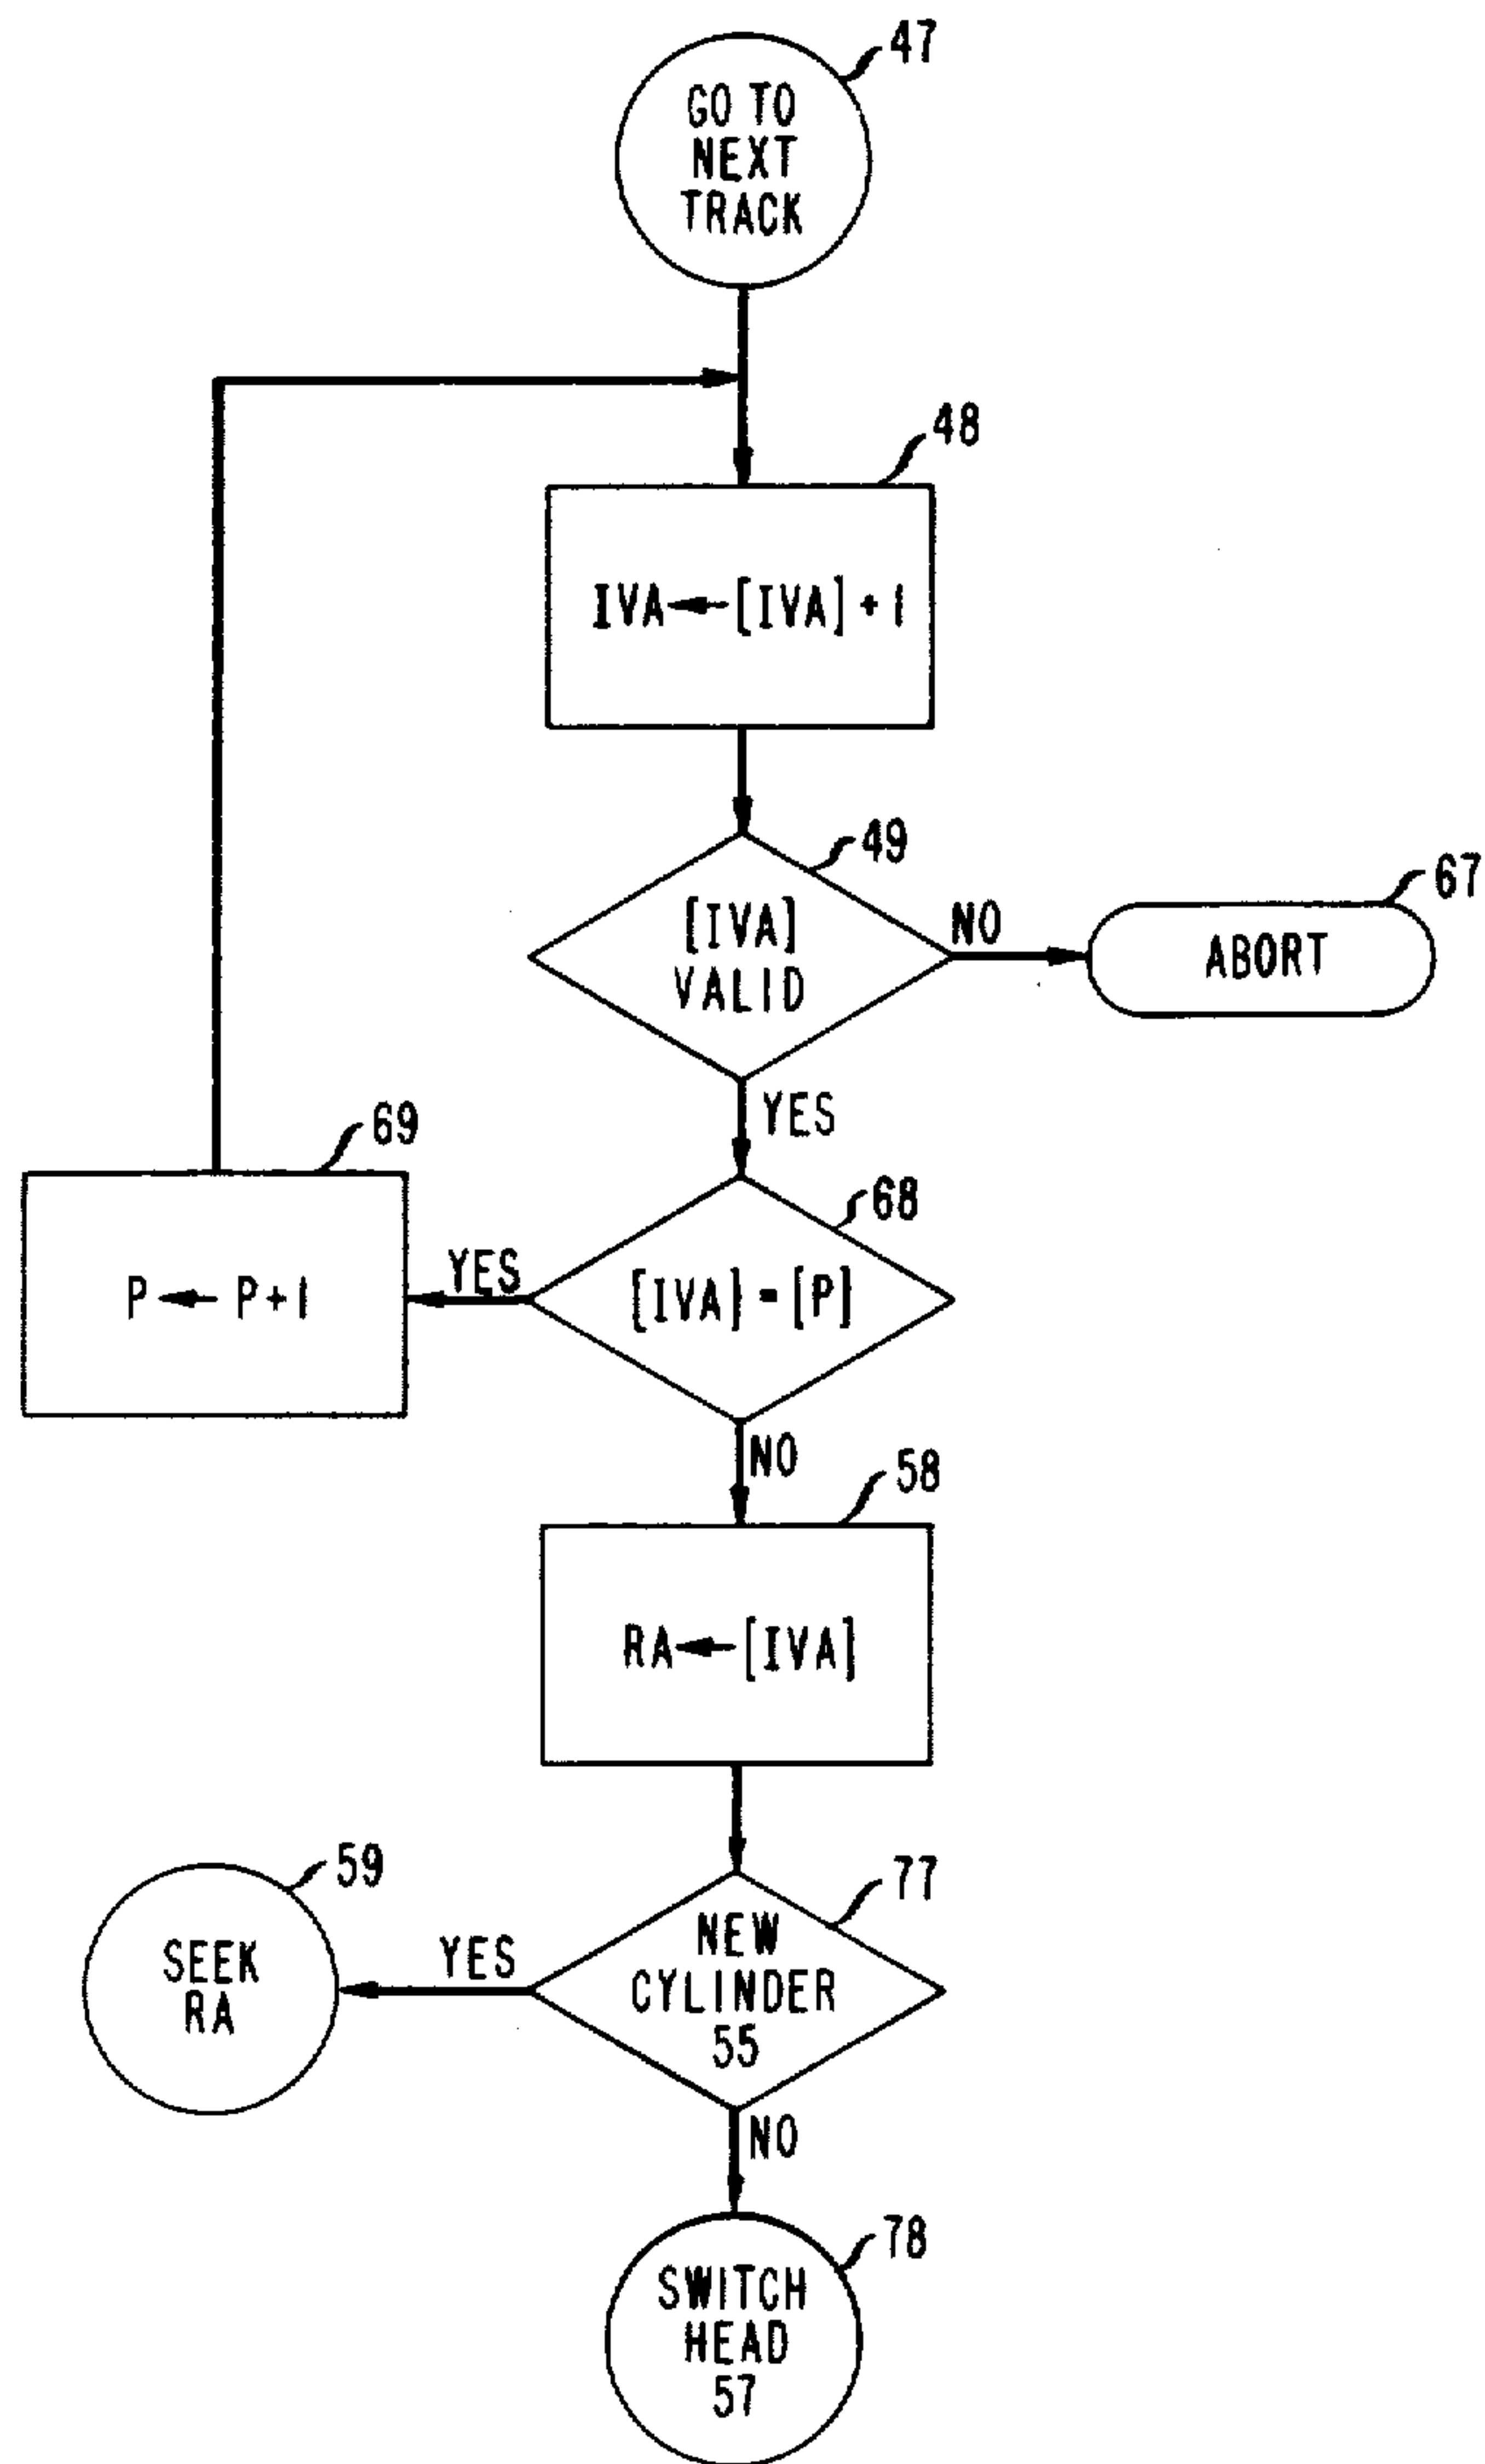 47
GO TO
NEXT
TRACK
48
IVA ← [IVA] + 1
49
[IVA]
VALID
NO
67
ABORT
YES
69
P ← P+1
YES
68
[IVA] = [P]
NO
58
RA ← [IVA]
59
SEEK
RA
YES
77
NEW
CYLINDER
55
NO
78
SWITCH
HEAD
57